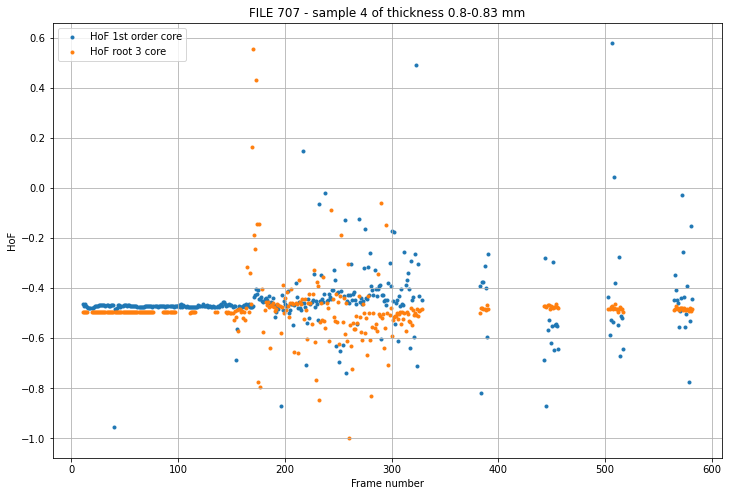 FILE 707 - sample 4 of thickness 0.8-0.83 mm
HoF 1st order core
HoF root 3 core
0.6
0.4
0.2
0.0
−0.2
−0.4
−0.6
−0.8
−1.0
HoF
0 100 200 300 400 500 600
Frame number